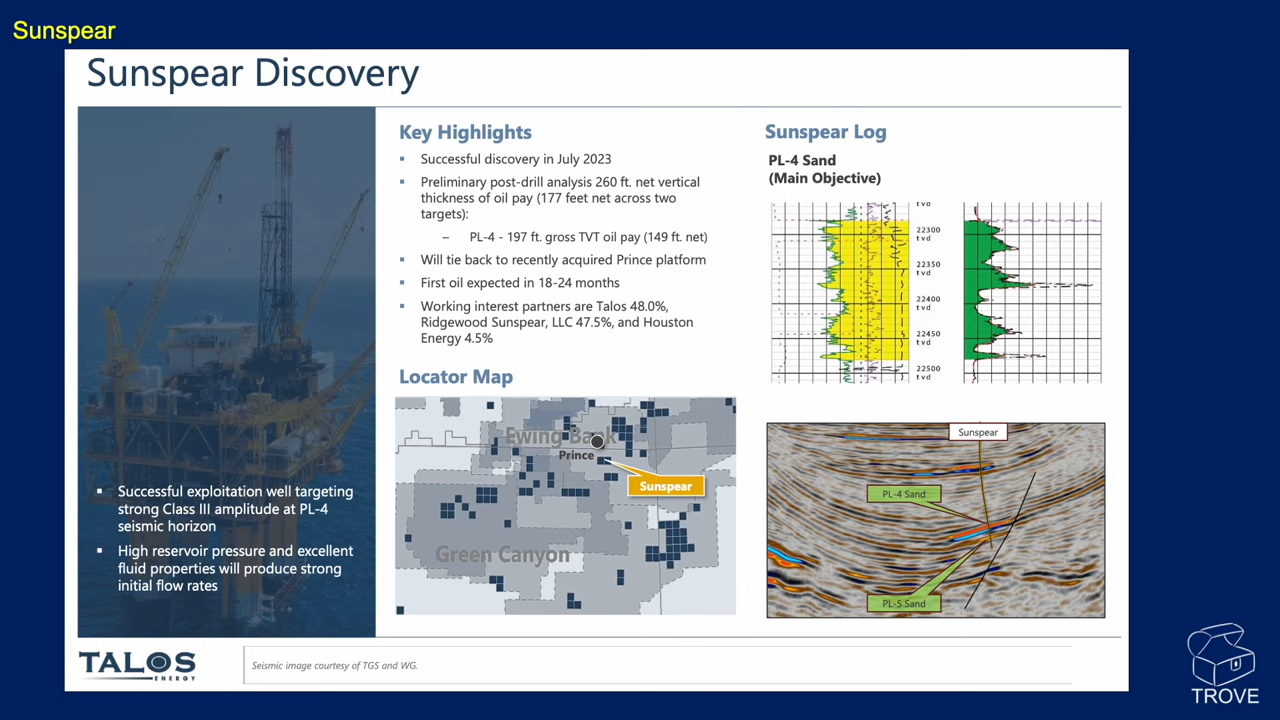 Sunspear
Sunspear Discovery
Successful exploitation well targeting
strong Class III amplitude at PL-4
seismic horizon
High reservoir pressure and excellent
fluid properties will produce strong
initial flow rates
Key Highlights
Successful discovery in July 2023
Preliminary post-drill analysis 260 ft. net vertical
thickness of oil pay (177 feet net across two
targets):
– PL-4 - 197 ft. gross TVT oil pay (149 ft. net)
Will tie back to recently acquired Prince platform
First oil expected in 18-24 months
Working interest partners are Talos 48.0%,
Ridgewood Sunspear, LLC 47.5%, and Houston
Energy 4.5%
Locator Map
Ewing Bank
Prince
Sunspear
Green Canyon
Sunspear Log
PL-4 Sand
(Main Objective)
tvd
22300
tvd
22350
tvd
22400
tvd
22450
tvd
22500
tvd
Sunspear
PL-4 Sand
PL-5 Sand
TALOS
ENERGY
Seismic image courtesy of TGS and WG.
TROVE